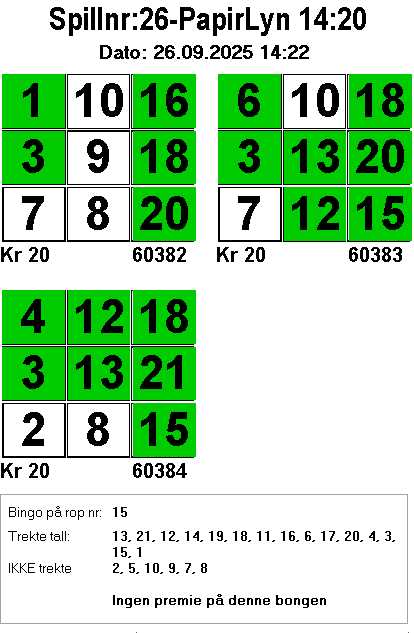 Spillnr:26-PapirLyn 14:20
Dato: 26.09.2025 14:22
1 10 16
3 9 18
7 8 20
Kr 20 60382
6 10 18
3 13 20
7 12 15
Kr 20 60383
4 12 18
3 13 21
2 8 15
Kr 20 60384
Bingo på rop nr: 15
Trekte tall: 13, 21, 12, 14, 19, 18, 11, 16, 6, 17, 20, 4, 3,
15, 1
IKKE trekte 2, 5, 10, 9, 7, 8
Ingen premie på denne bongen